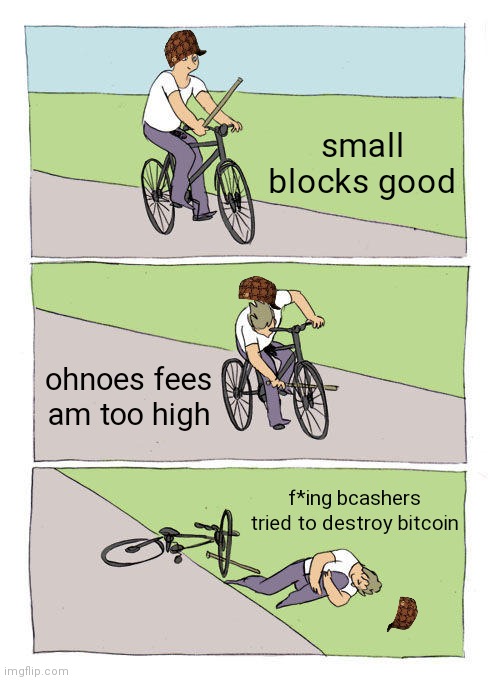 small
blocks good
ohnoes fees
am too high
f*ing bcashers
tried to destroy bitcoin
imgflip.com